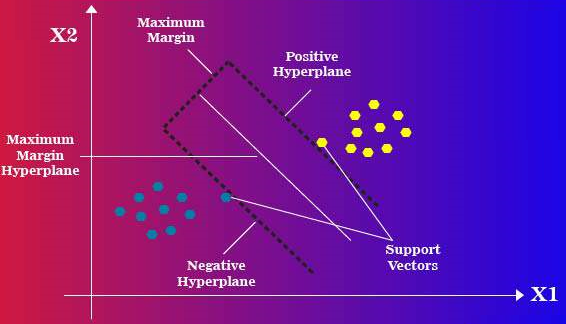 X2
Maximum
Margin
Positive
Hyperplane
Maximum
Margin
Hyperplane
Negative
Hyperplane
Support
Vectors
X1